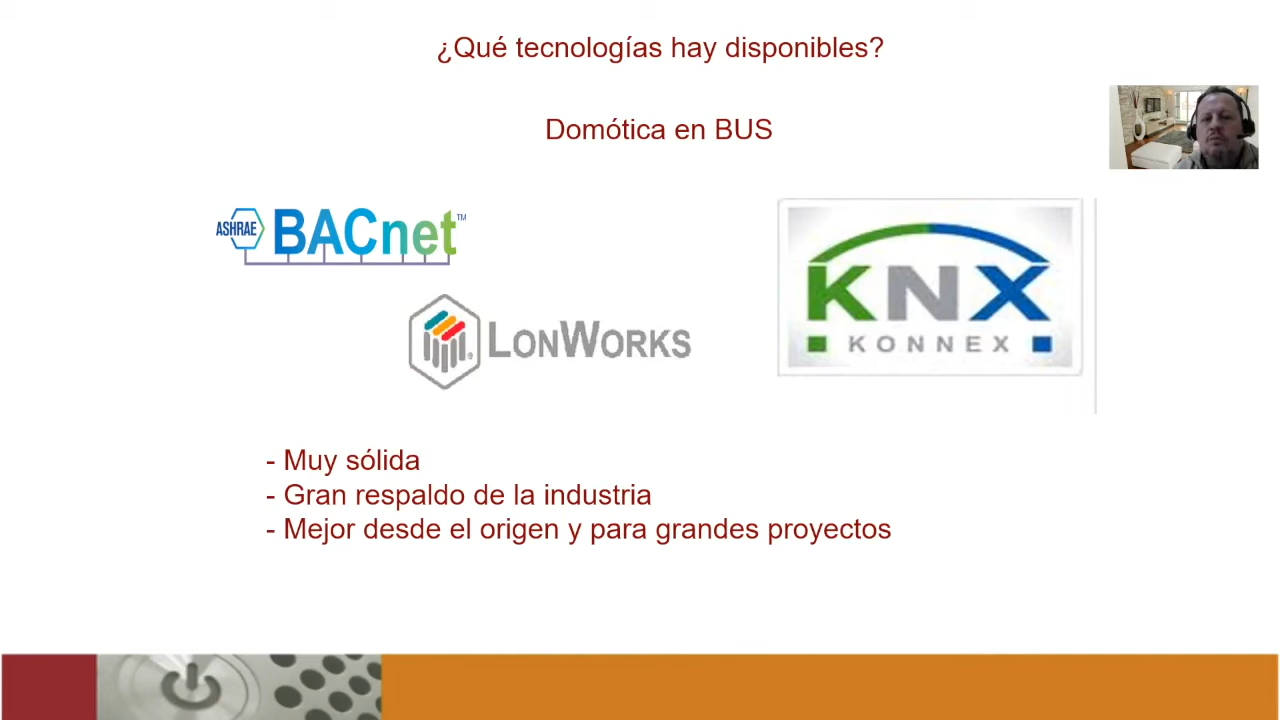 ¿Qué tecnologías hay disponibles?
Domótica en BUS
ASHRAE BACnet™
LONWORKS®
KNX
KONNEX
- Muy sólida
- Gran respaldo de la industria
- Mejor desde el origen y para grandes proyectos